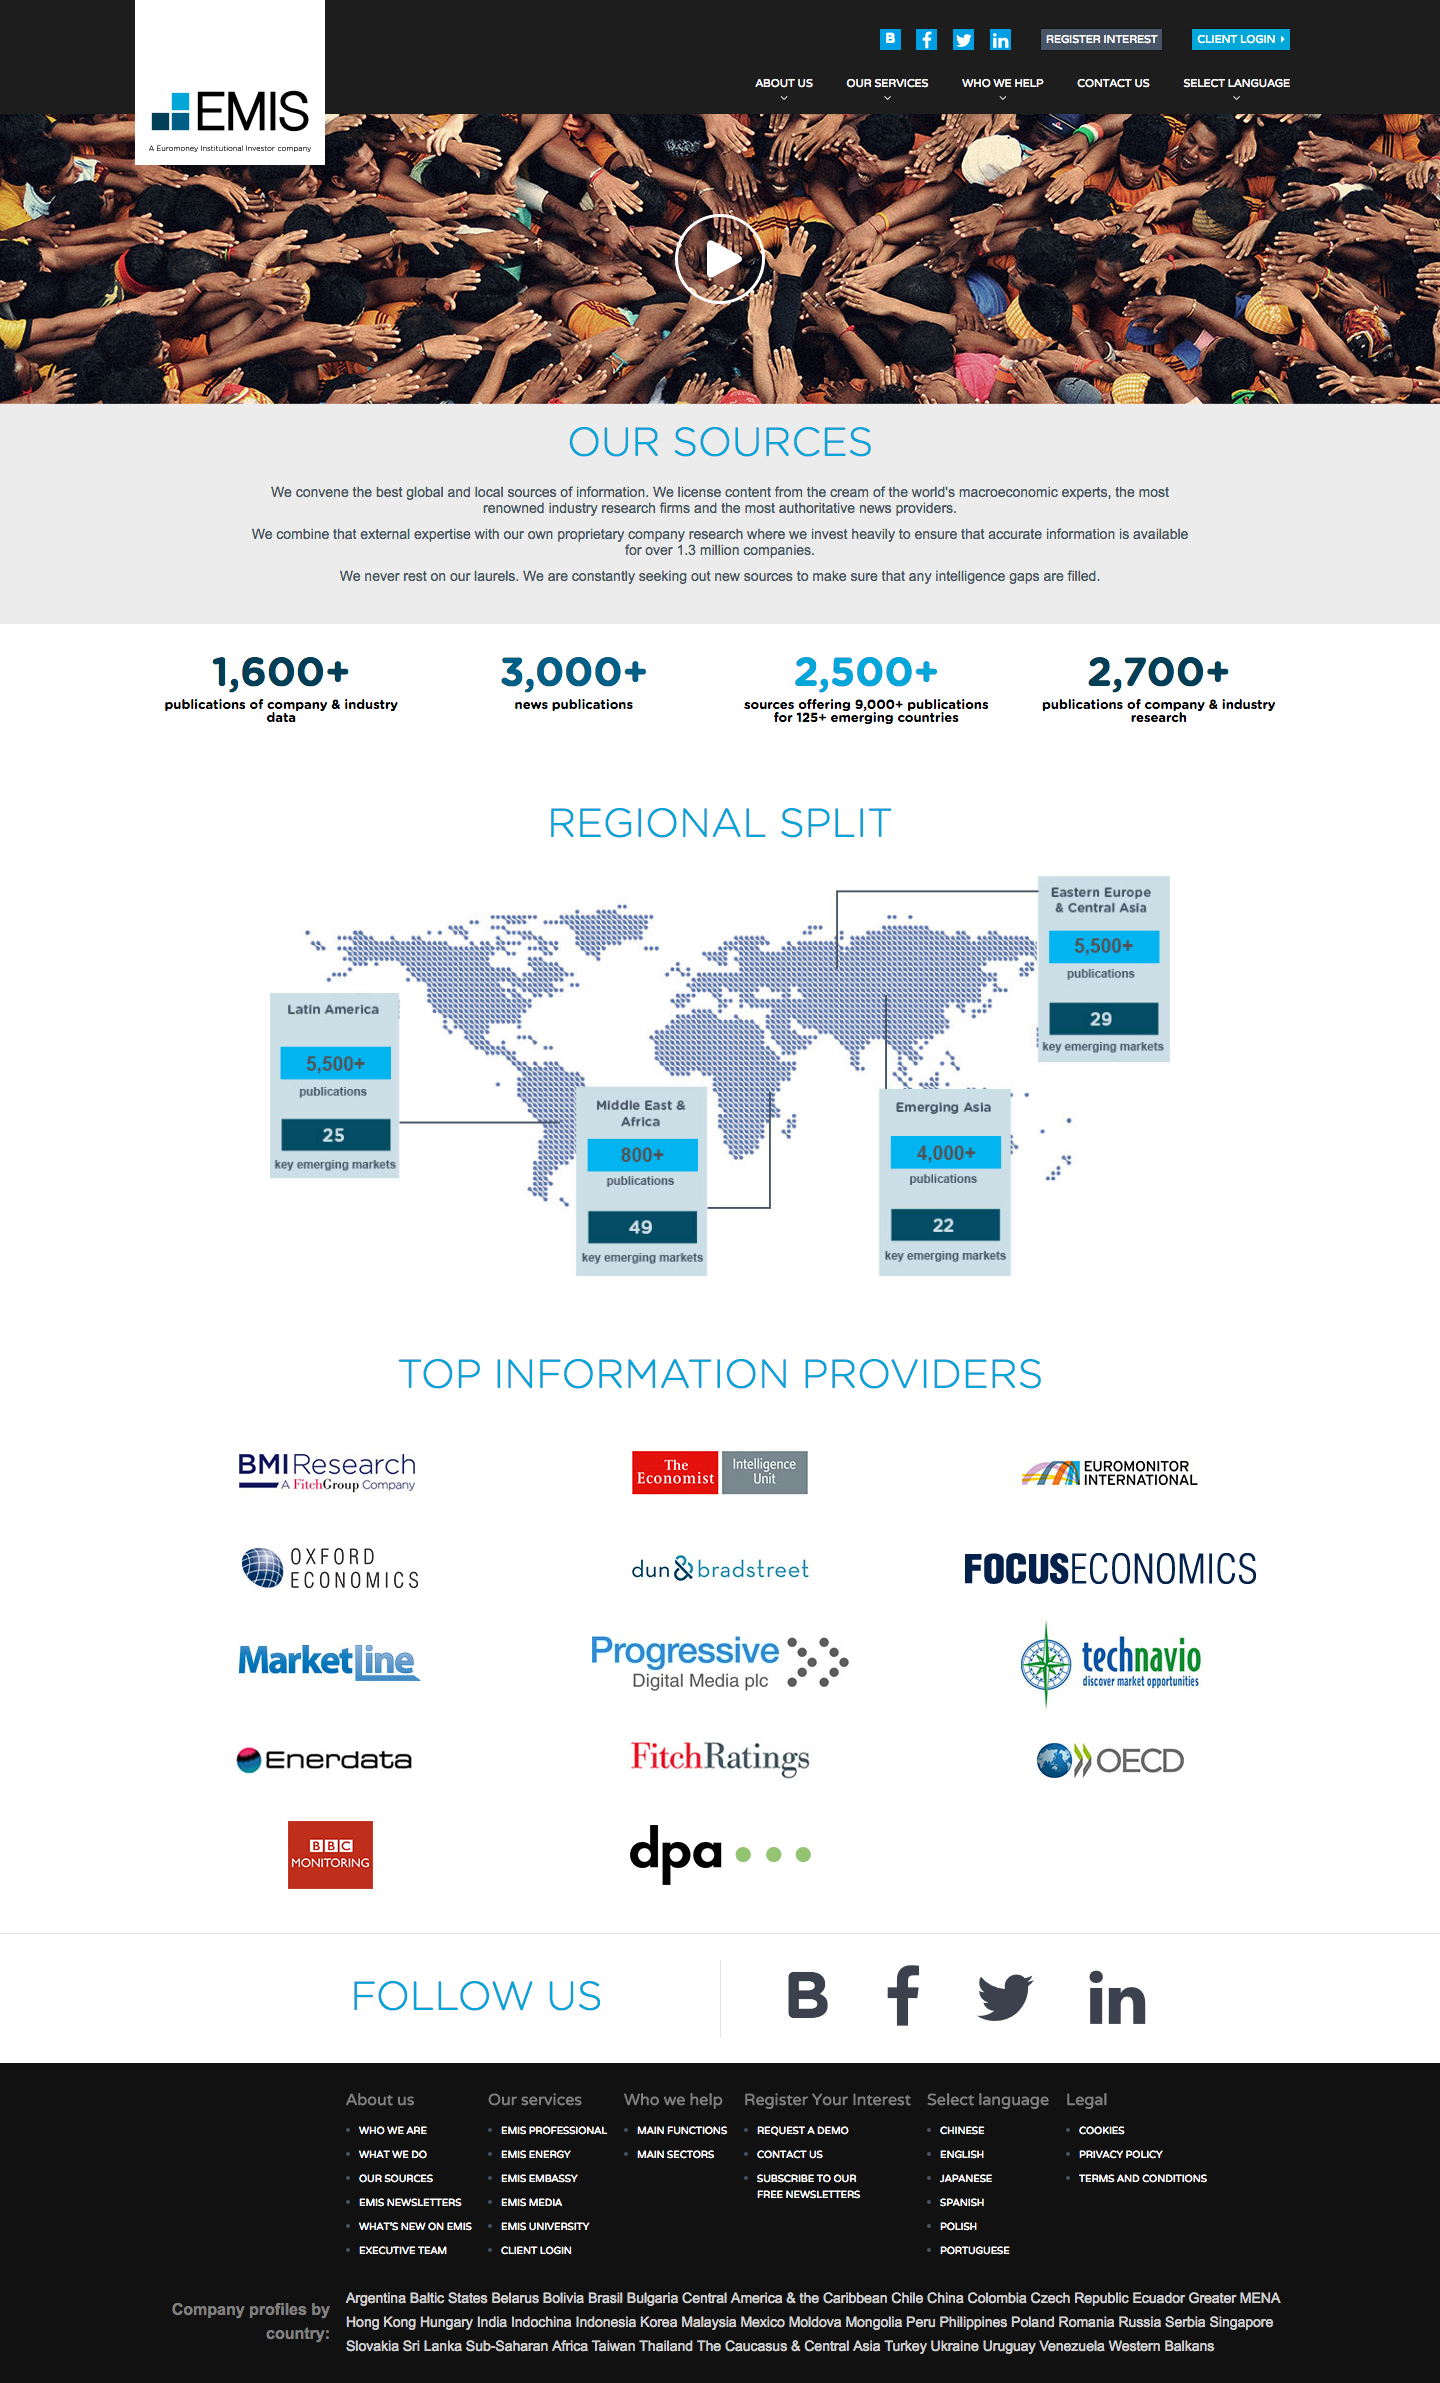 B
f
in
REGISTER INTEREST
CLIENT LOGIN
ABOUT US
OUR SERVICES
WHO WE HELP
CONTACT US
SELECT LANGUAGE
EMIS
A Euromoney Institutional Investor company
OUR SOURCES
We convene the best global and local sources of information. We license content from the cream of the world's macroeconomic experts, the most
renowned industry research firms and the most authoritative news providers.
We combine that external expertise with our own proprietary company research where we invest heavily to ensure that accurate information is available
for over 1.3 million companies.
We never rest on our laurels. We are constantly seeking out new sources to make sure that any intelligence gaps are filled.
1,600+
publications of company & industry
data
3,000+
news publications
2,500+
sources offering 9,000+ publications
for 125+ emerging countries
2,700+
publications of company & industry
research
REGIONAL SPLIT
Eastern Europe
& Central Asia
5,500+
publications
29
key emerging markets
Latin America
5,500+
publications
25
key emerging markets
Middle East &
Africa
800+
publications
49
key emerging markets
Emerging Asia
4,000+
publications
22
key emerging markets
TOP INFORMATION PROVIDERS
BMI Research
A FitchGroup Company
The
Economist
Intelligence
Unit
EUROMONITOR
INTERNATIONAL
OXFORD
ECONOMICS
dun & bradstreet
FOCUSECONOMICS
MarketLine
Progressive
Digital Media plc
technavio
discover market opportunities
Enerdata
FitchRatings
OECD
BBC
MONITORING
dpa
FOLLOW US
B
f
in
About us
WHO WE ARE
WHAT WE DO
OUR SOURCES
EMIS NEWSLETTERS
WHAT'S NEW ON EMIS
EXECUTIVE TEAM
Our services
EMIS PROFESSIONAL
EMIS ENERGY
EMIS EMBASSY
EMIS MEDIA
EMIS UNIVERSITY
CLIENT LOGIN
Who we help
MAIN FUNCTIONS
MAIN SECTORS
Register Your Interest
REQUEST A DEMO
CONTACT US
SUBSCRIBE TO OUR
FREE NEWSLETTERS
Select language
CHINESE
ENGLISH
JAPANESE
SPANISH
POLISH
PORTUGUESE
Legal
COOKIES
PRIVACY POLICY
TERMS AND CONDITIONS
Company profiles by
country:
Argentina Baltic States Belarus Bolivia Brasil Bulgaria Central America & the Caribbean Chile China Colombia Czech Republic Ecuador Greater MENA
Hong Kong Hungary India Indochina Indonesia Korea Malaysia Mexico Moldova Mongolia Peru Philippines Poland Romania Russia Serbia Singapore
Slovakia Sri Lanka Sub-Saharan Africa Taiwan Thailand The Caucasus & Central Asia Turkey Ukraine Uruguay Venezuela Western Balkans